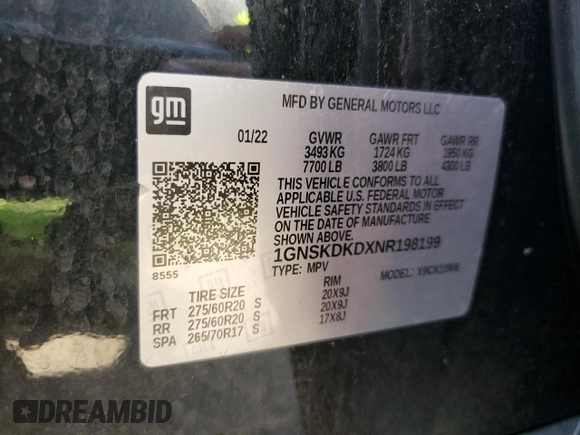 gm
MFD BY GENERAL MOTORS LLC
01/22 GVWR GAWR FRT GAWR RR
3493 KG 1724 KG 1950 KG
7700 LB 3800 LB 4300 LB
THIS VEHICLE CONFORMS TO ALL
APPLICABLE U.S. FEDERAL MOTOR
VEHICLE SAFETY STANDARDS IN EFFECT
ON THE DATE OF MANUFACTURE
SHOWN ABOVE.
8555
1GNSKDKDXNR198199
TYPE: MPV MODEL:
TIRE SIZE RIM
FRT 275/60R20 S 20X9J
RR 275/60R20 S 20X9J
SPA 265/70R17 S 17X8J
DREAMBID